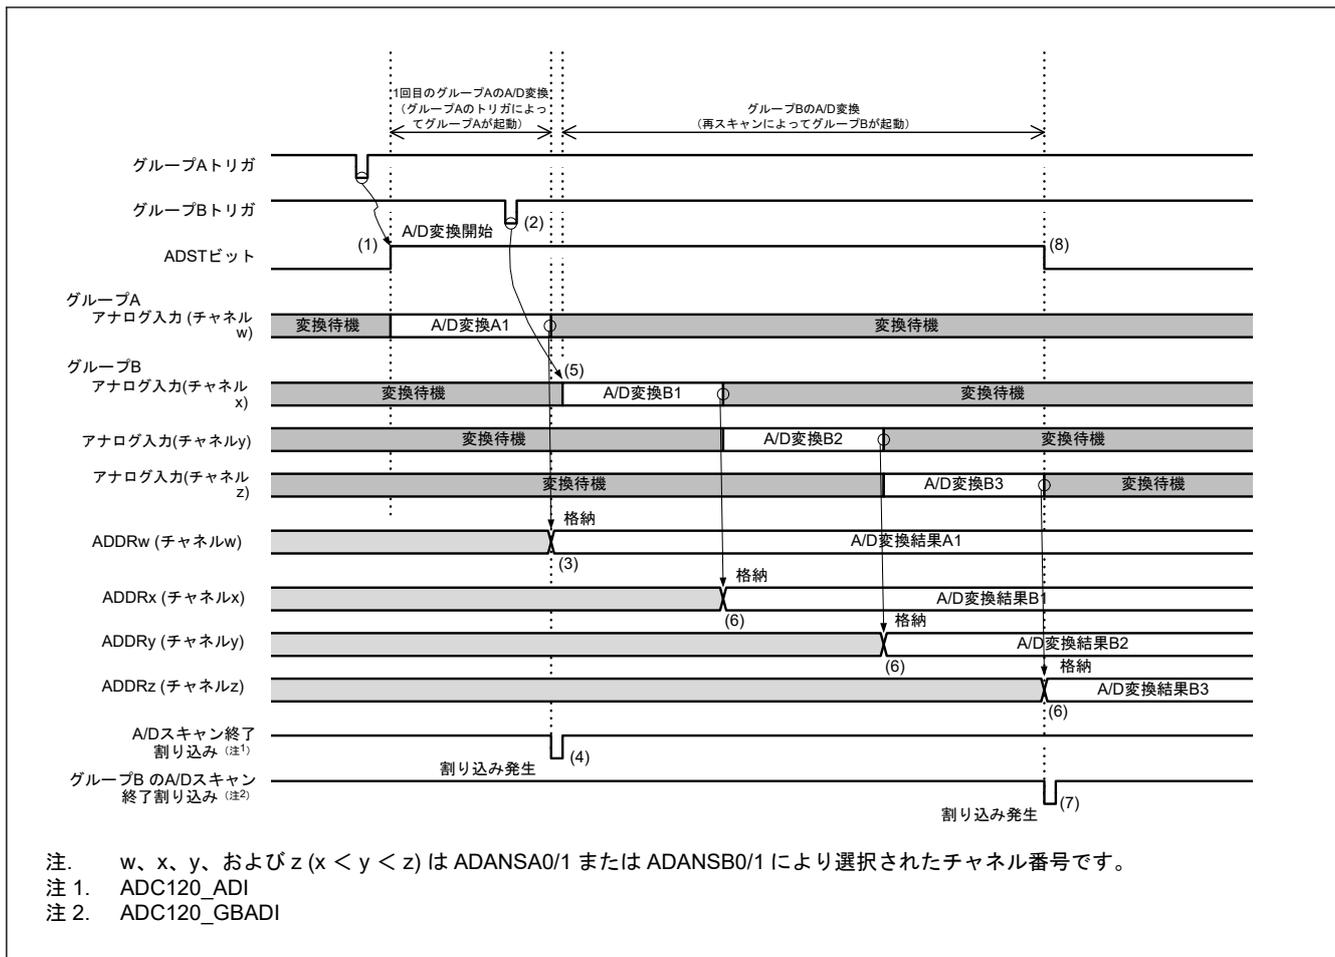 1回目のグループAのA/D変換
（グループAのトリガによっ
てグループAが起動）
グループBのA/D変換
（再スキャンによってグループBが起動）
グループAトリガ
グループBトリガ
(2)
A/D変換開始
(1)
(8)
ADSTビット
グループA
アナログ入力 (チャネル
w)
変換待機
A/D変換A1
変換待機
グループB
アナログ入力(チャネル
x)
(5)
変換待機
A/D変換B1
変換待機
アナログ入力(チャネルy)
変換待機
A/D変換B2
変換待機
アナログ入力(チャネル
z)
変換待機
A/D変換B3
変換待機
格納
ADDRw (チャネルw)
A/D変換結果A1
(3)
格納
ADDRx (チャネルx)
A/D変換結果B1
(6)
格納
ADDRy (チャネルy)
A/D変換結果B2
(6)
格納
ADDRz (チャネルz)
A/D変換結果B3
(6)
A/Dスキャン終了
割り込み（注1）
(4)
割り込み発生
グループB のA/Dスキャン
終了割り込み（注2）
(7)
割り込み発生
注. w、x、y、および z (x ＜ y ＜ z) は ADANSA0/1 または ADANSB0/1 により選択されたチャネル番号です。
注 1. ADC120_ADI
注 2. ADC120_GBADI